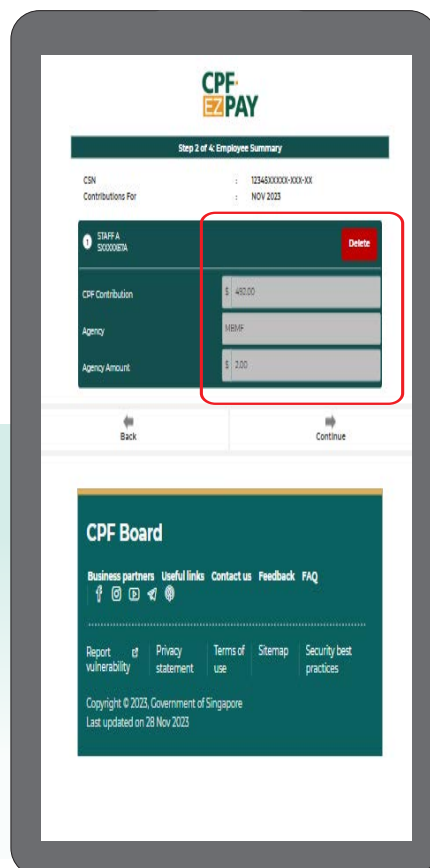 CPF
EZPAY
Step 2 of 4: Employee Summary
CSN : 12345XXXXX-XXX-XX
Contributions For : NOV 2023
1 STAFF A
S0000067A
Delete
CPF Contribution $ 492.00
Agency MBMF
Agency Amount $ 2.00
Back Continue
CPF Board
Business partners Useful links Contact us Feedback FAQ
Report vulnerability Privacy statement Terms of use Sitemap Security best practices
Copyright © 2023, Government of Singapore
Last updated on 28 Nov 2023